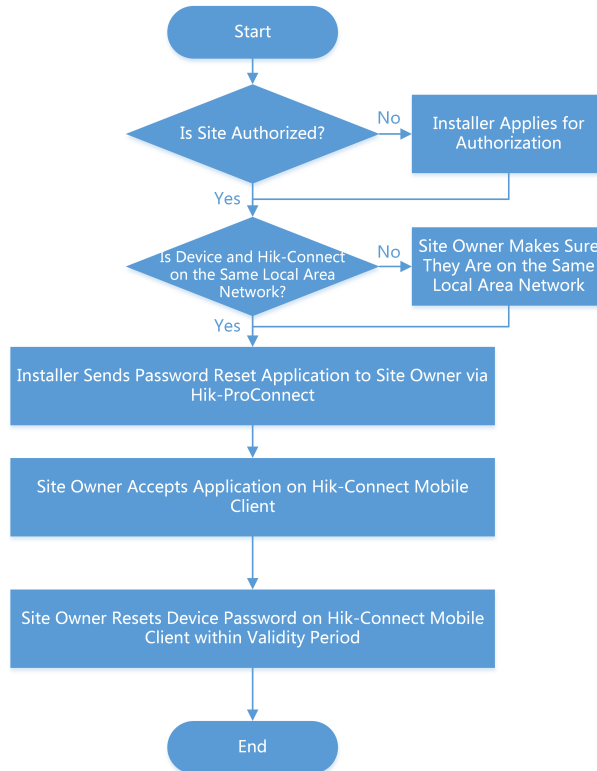 Start
Is Site Authorized?
No
Installer Applies for
Authorization
Yes
Is Device and Hik-Connect
on the Same Local Area
Network?
No
Site Owner Makes Sure
They Are on the Same
Local Area Network
Yes
Installer Sends Password Reset Application to Site Owner via
Hik-ProConnect
Site Owner Accepts Application on Hik-Connect Mobile
Client
Site Owner Resets Device Password on Hik-Connect Mobile
Client within Validity Period
End